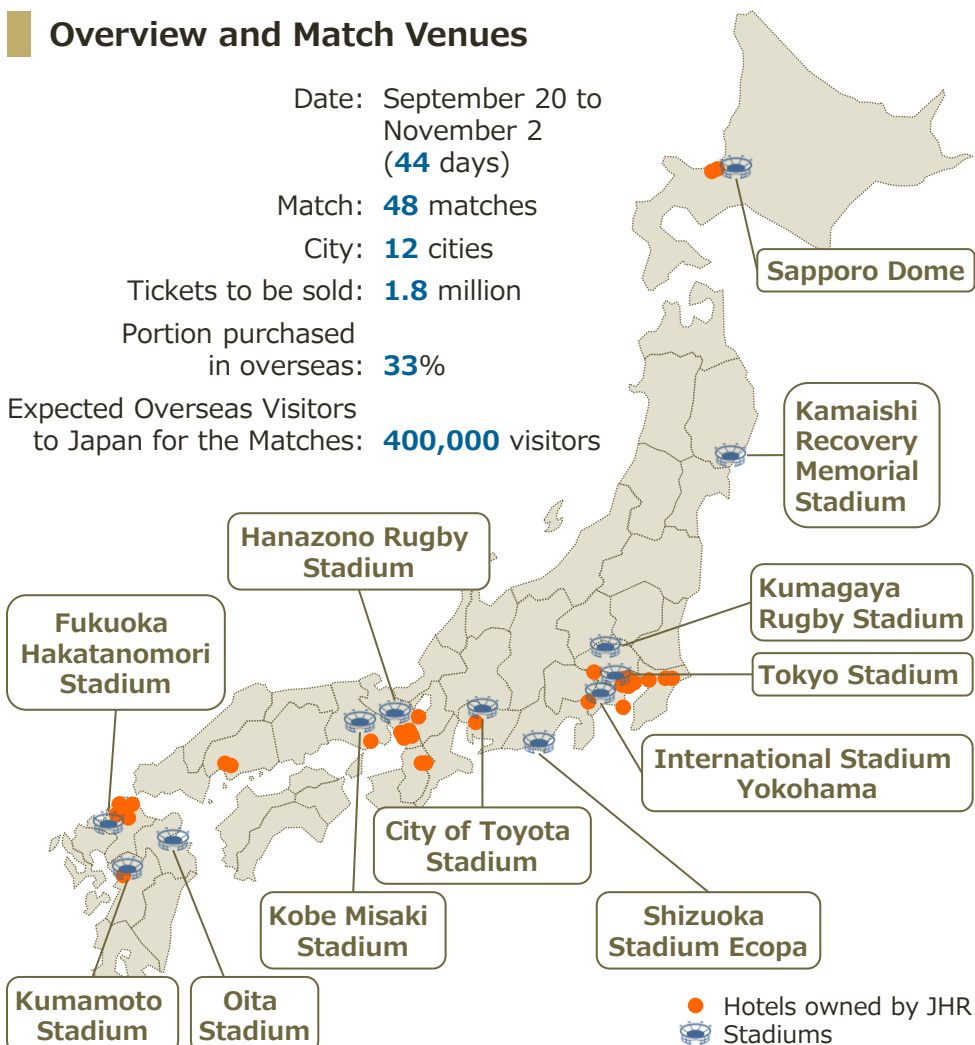 Overview and Match Venues
Date: September 20 to
November 2
(44 days)
Match: 48 matches
City: 12 cities
Tickets to be sold: 1.8 million
Portion purchased
in overseas: 33%
Expected Overseas Visitors
to Japan for the Matches: 400,000 visitors
Sapporo Dome
Kamaishi
Recovery
Memorial
Stadium
Hanazono Rugby
Stadium
Kumagaya
Rugby Stadium
Fukuoka
Hakatanomori
Stadium
Tokyo Stadium
International Stadium
Yokohama
City of Toyota
Stadium
Kobe Misaki
Stadium
Shizuoka
Stadium Ecopa
Kumamoto
Stadium
Oita
Stadium
Hotels owned by JHR
Stadiums